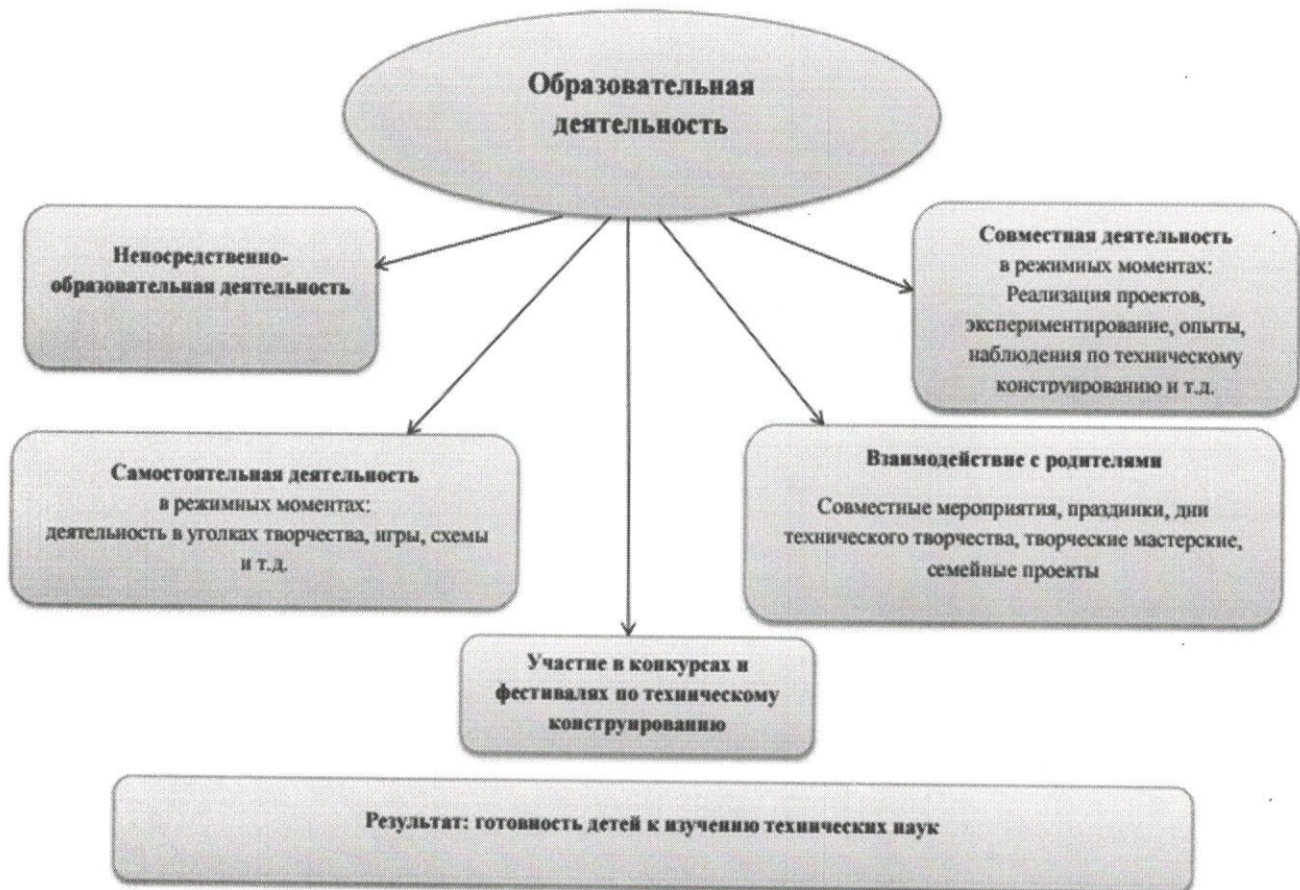 Образовательная
деятельность
Непосредственно-
образовательная деятельность
Совместная деятельность
в режимных моментах:
Реализация проектов,
экспериментирование, опыты,
наблюдения по техническому
конструированию и т.д.
Самостоятельная деятельность
в режимных моментах:
деятельность в уголках творчества, игры, схемы
и т.д.
Взаимодействие с родителями
Совместные мероприятия, праздники, дни
технического творчества, творческие мастерские,
семейные проекты
Участие в конкурсах и
фестивалях по техническому
конструированию
Результат: готовность детей к изучению технических наук